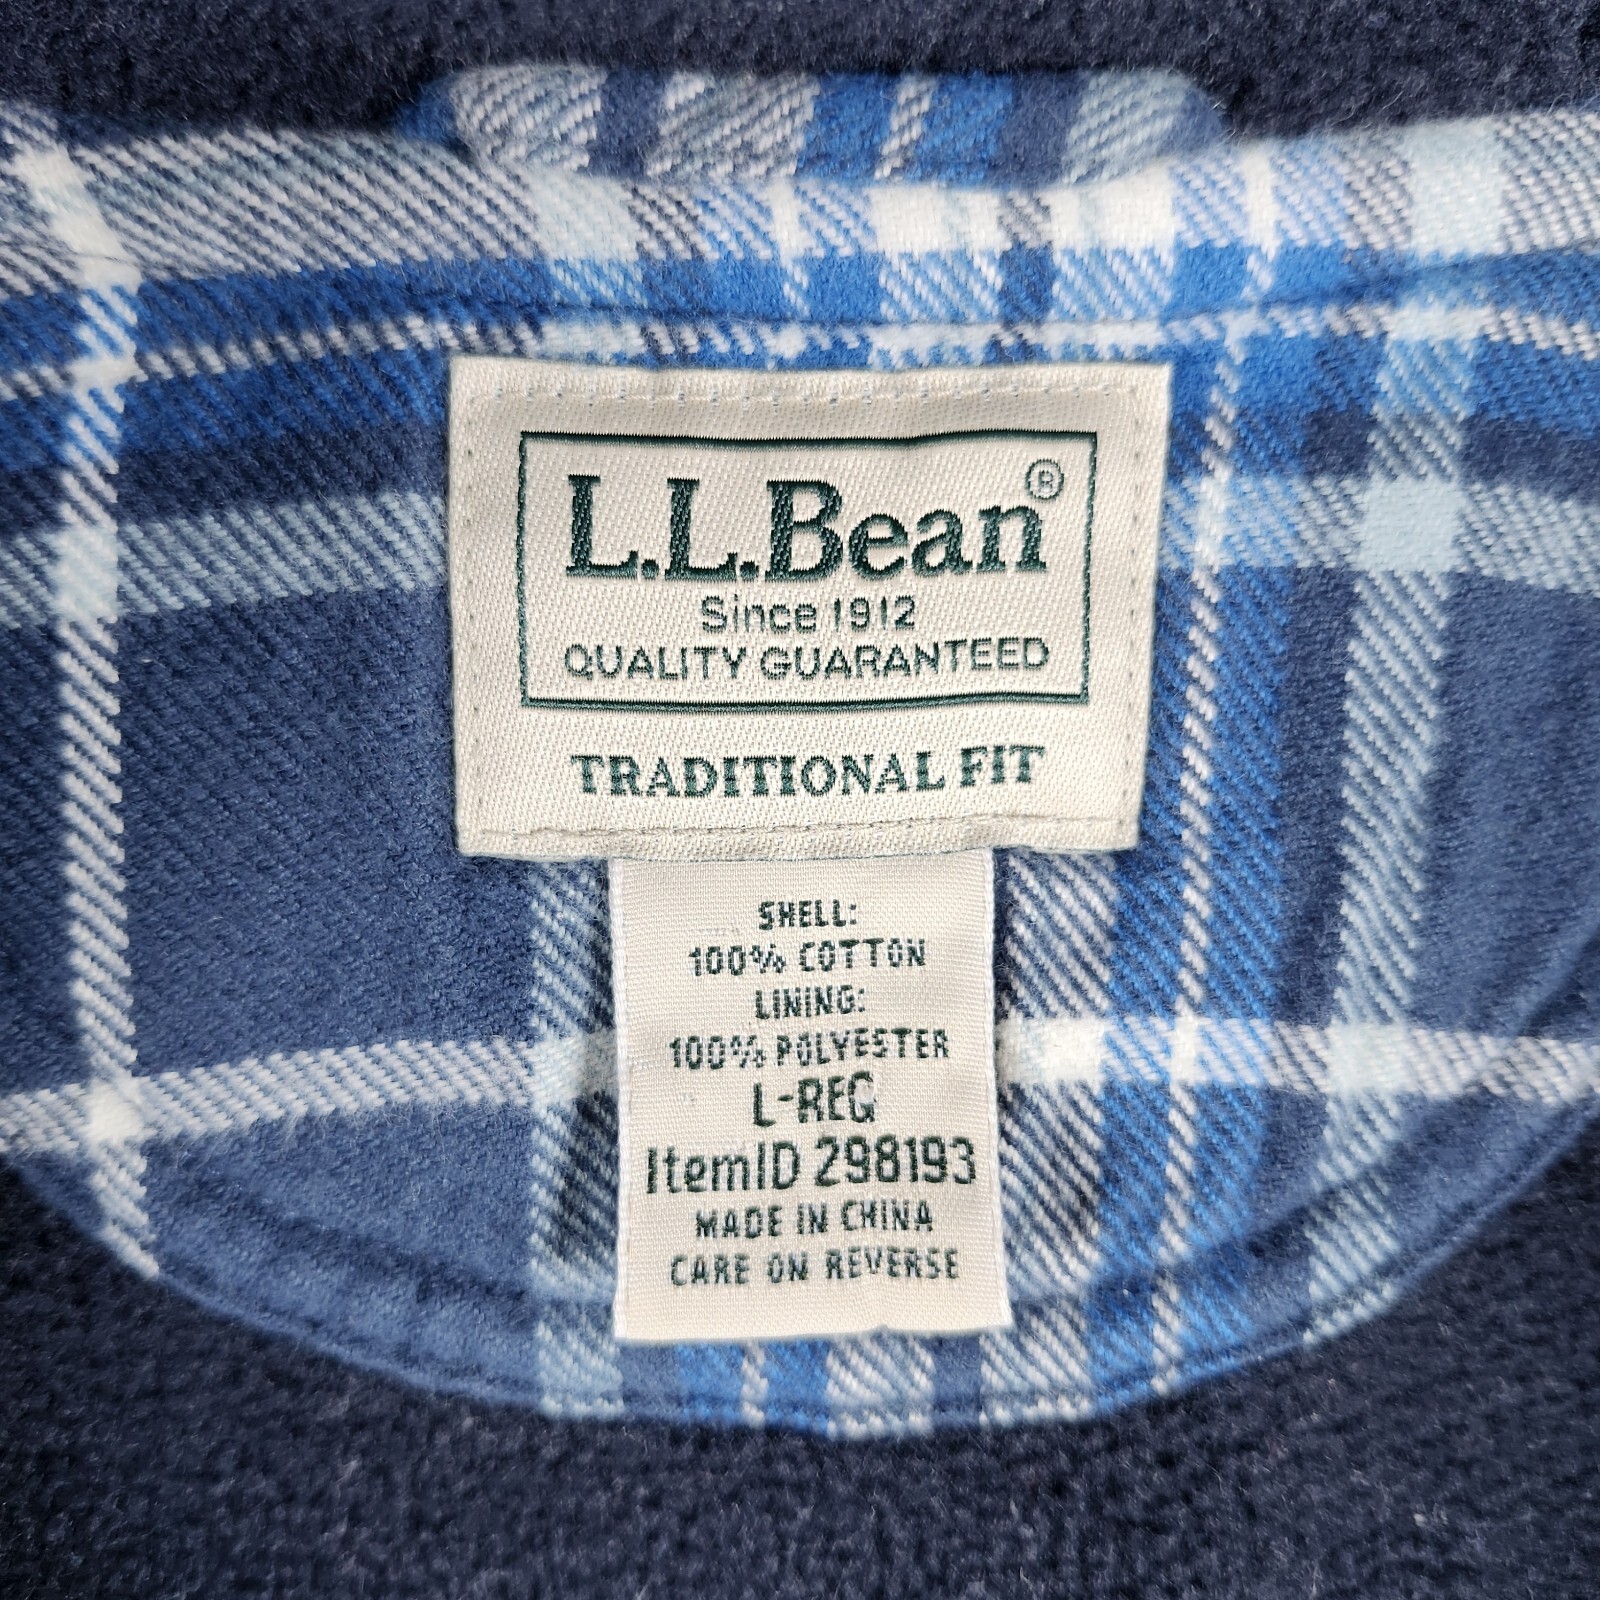 L.L.Bean®
Since 1912
QUALITY GUARANTEED
TRADITIONAL FIT
SHELL:
100% COTTON
LINING:
100% POLYESTER
L-REG
ItemID 298193
MADE IN CHINA
CARE ON REVERSE